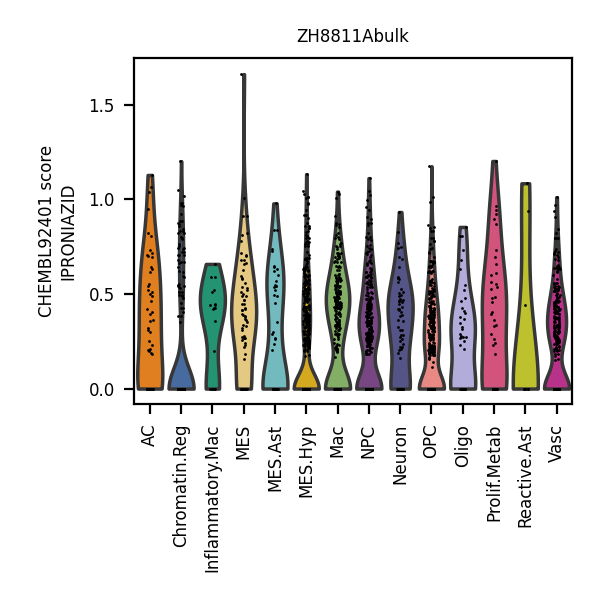 ZH8811Abulk
CHEMBL92401 score
IPRONIAZID
1.5
1.0
0.5
0.0
AC
Chromatin.Reg
Inflammatory.Mac
MES
MES.Ast
MES.Hyp
Mac
NPC
Neuron
OPC
Oligo
Prolif.Metab
Reactive.Ast
Vasc